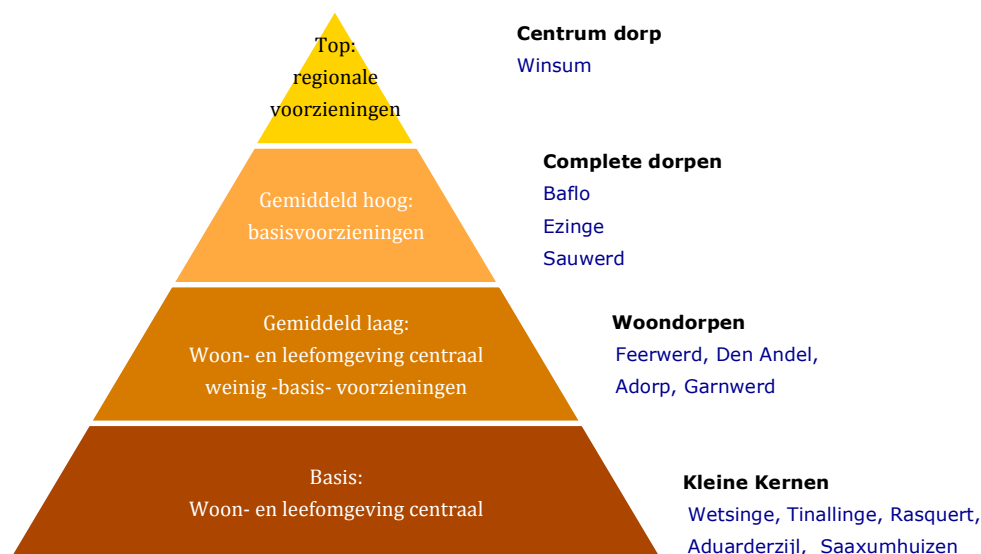 Top:
regionale
voorzieningen
Centrum dorp
Winsum
Gemiddeld hoog:
basisvoorzieningen
Complete dorpen
Baflo
Ezinge
Sauwerd
Gemiddeld laag:
Woon- en leefomgeving centraal
weinig -basis- voorzieningen
Woondorpen
Feerwerd, Den Andel,
Adorp, Garnwerd
Basis:
Woon- en leefomgeving centraal
Kleine Kernen
Wetsinge, Tinallinge, Rasquert,
Aduarderzijl, Saaxumhuizen